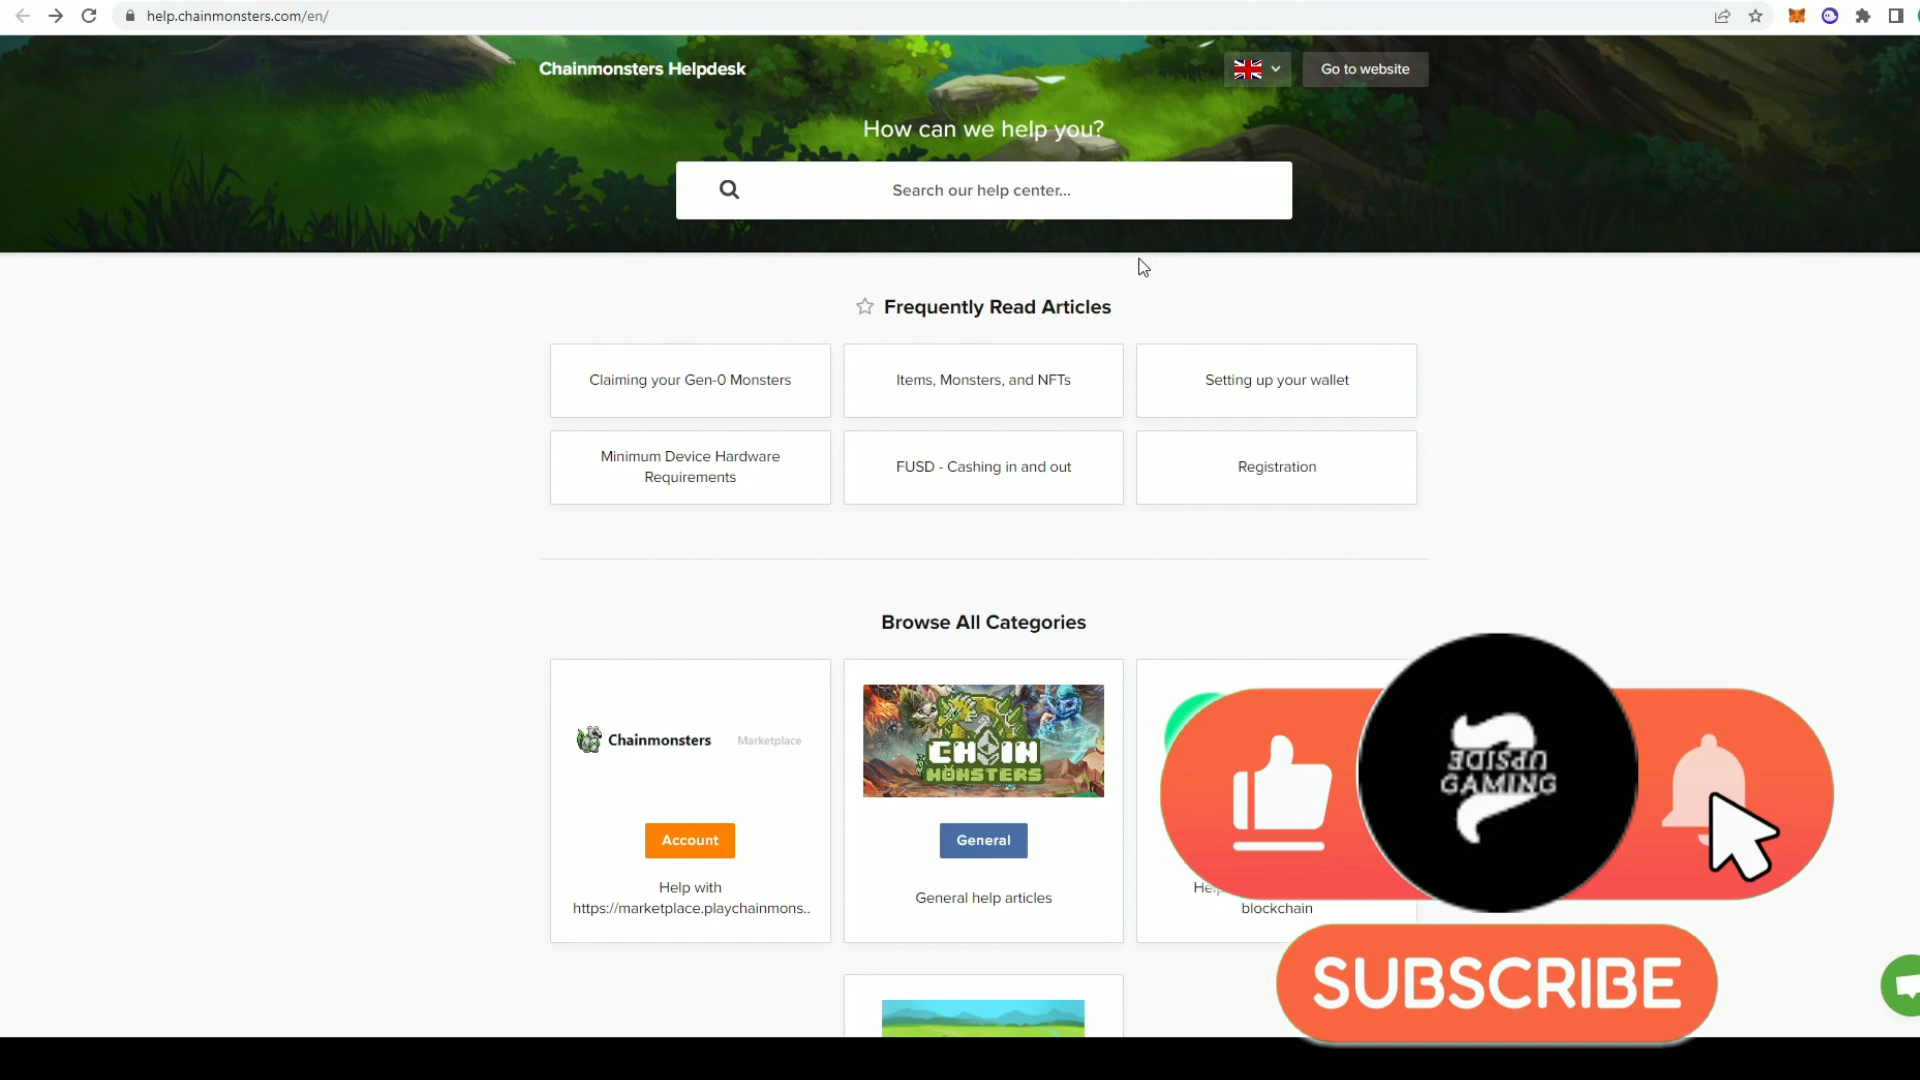 help.chainmonsters.com/en/
Chainmonsters Helpdesk
Go to website
How can we help you?
Search our help center...
Frequently Read Articles
Claiming your Gen-0 Monsters
Items, Monsters, and NFTs
Setting up your wallet
Minimum Device Hardware
Requirements
FUSD - Cashing in and out
Registration
Browse All Categories
Chainmonsters
Marketplace
CHAIN
MONSTERS
UPSIDE
GAMING
Account
General
Help with
https://marketplace.playchainmons..
General help articles
blockchain
SUBSCRIBE